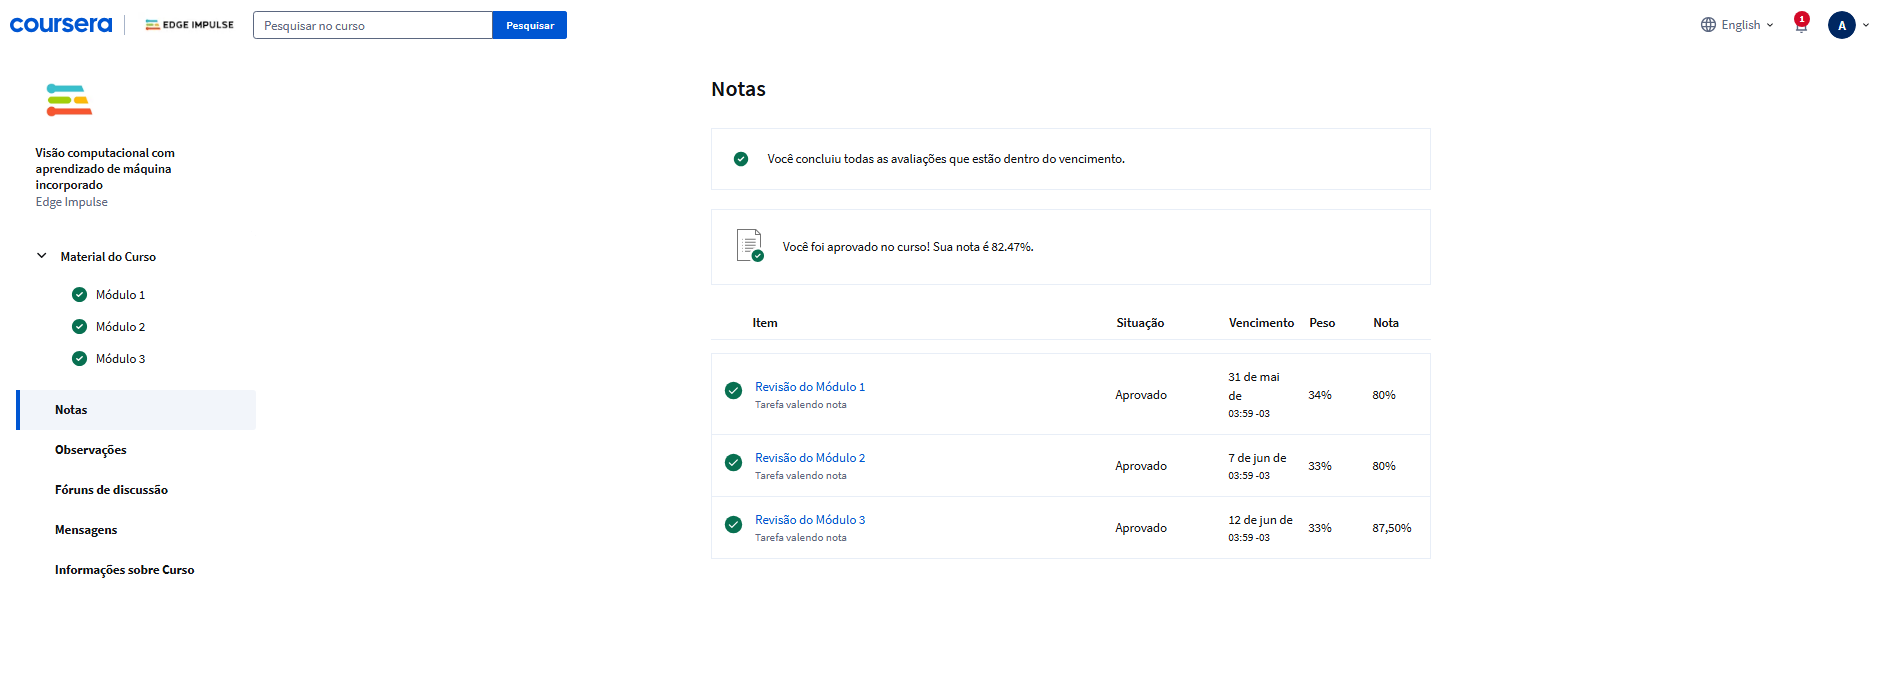 coursera
EDGE IMPULSE
Pesquisar no curso
Pesquisar
English
1
A
Visão computacional com
aprendizado de máquina
incorporado
Edge Impulse
Material do Curso
Módulo 1
Módulo 2
Módulo 3
Notas
Observações
Fóruns de discussão
Mensagens
Informações sobre Curso
Notas
Você concluiu todas as avaliações que estão dentro do vencimento.
Você foi aprovado no curso! Sua nota é 82.47%.
Item Situação Vencimento Peso Nota
Revisão do Módulo 1
Tarefa valendo nota
Aprovado
31 de mai
de
03:59 -03
34%
80%
Revisão do Módulo 2
Tarefa valendo nota
Aprovado
7 de jun de
03:59 -03
33%
80%
Revisão do Módulo 3
Tarefa valendo nota
Aprovado
12 de jun de
03:59 -03
33%
87,50%